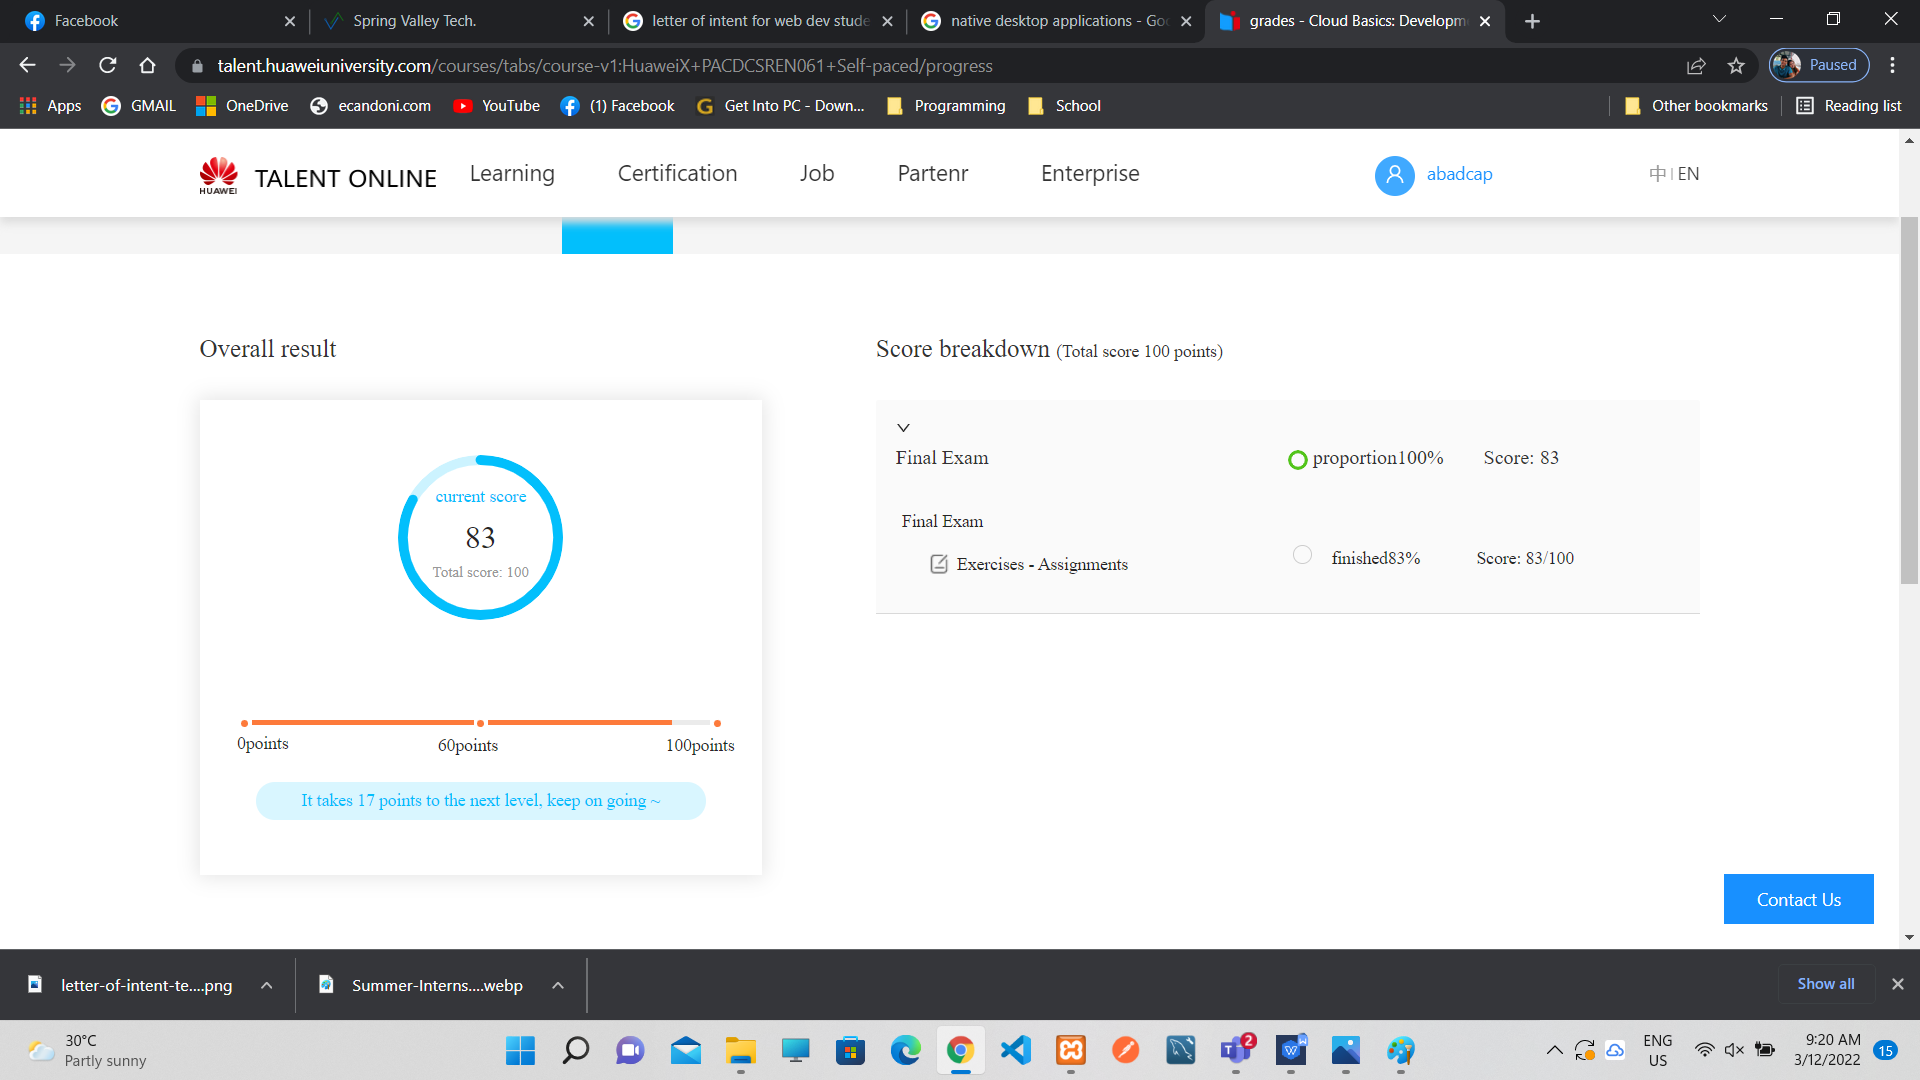 Facebook
Spring Valley Tech.
letter of intent for web dev stude
native desktop applications - Goo
grades - Cloud Basics: Developm
talent.huaweiuniversity.com/courses/tabs/course-v1:HuaweiX+PACDCSREN061+Self-paced/progress
Paused
Apps
GMAIL
OneDrive
ecandoni.com
YouTube
(1) Facebook
Get Into PC - Down...
Programming
School
Other bookmarks
Reading list
HUAWEI
TALENT ONLINE
Learning
Certification
Job
Partenr
Enterprise
abadcap
中 | EN
Overall result
current score
83
Total score: 100
0points
60points
100points
It takes 17 points to the next level, keep on going ~
Score breakdown (Total score 100 points)
Final Exam
proportion100%
Score: 83
Final Exam
Exercises - Assignments
finished83%
Score: 83/100
Contact Us
letter-of-intent-te....png
Summer-Interns....webp
Show all
30°C
Partly sunny
2
ENG
US
9:20 AM
3/12/2022
15